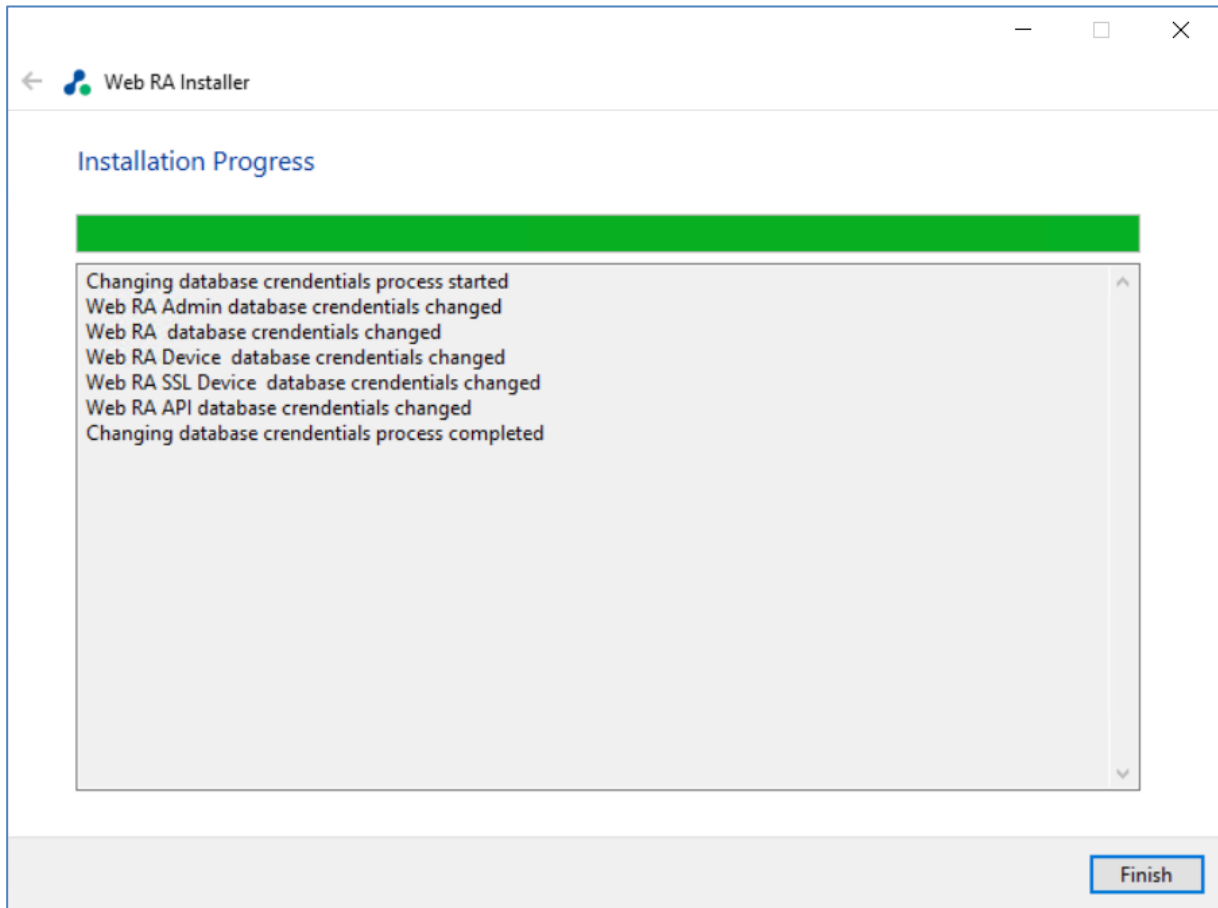 Web RA Installer
Installation Progress
Changing database crendentials process started
Web RA Admin database crendentials changed
Web RA  database crendentials changed
Web RA Device  database crendentials changed
Web RA SSL Device  database crendentials changed
Web RA API database crendentials changed
Changing database crendentials process completed
Finish